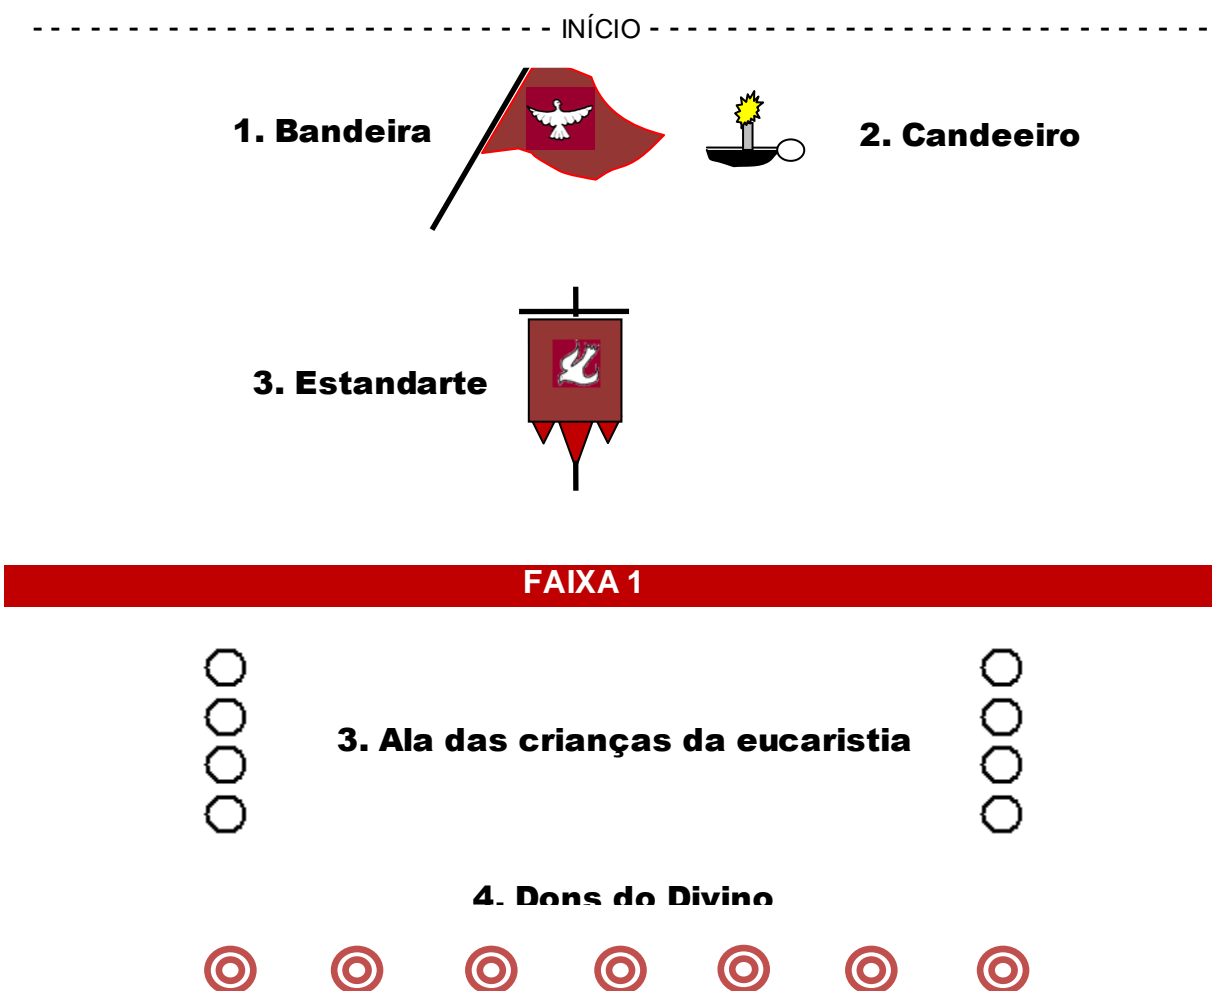 INÍCIO
1. Bandeira
2. Candeeiro
3. Estandarte
FAIXA 1
3. Ala das crianças da eucaristia
4. Dons do Divino